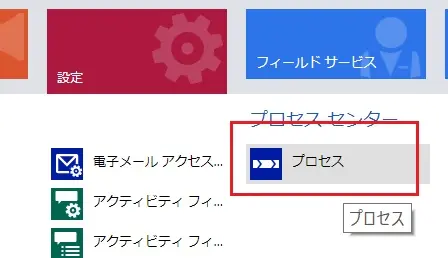 設定
フィールド サービス
プロセス センター
電子メール アクセス...
プロセス
アクティビティ フィ...
プロセス
アクティビティ フィ...